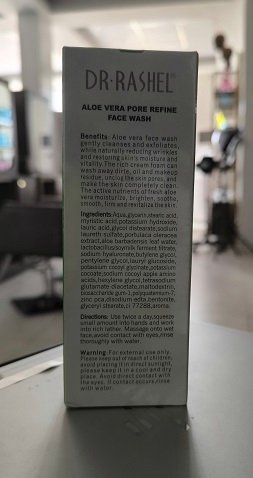 DR·RASHEL®
ALOE VERA PORE REFINE
FACE WASH
Benefits: Aloe vera face wash
gently cleanses and exfoliates,
while naturally reducing wrinkles
and restoring skin's moisture and
vitality. The rich cream foam can
wash away dirt, oil and makeup
residue, unclog the skin pores, and
make the skin completely clean.
The active nutrients of fresh aloe
vera moisturize, brighten, soothe,
smooth, firm and revitalize the skin.
Ingredients: Aqua, glycerin, stearic acid,
myristic acid, potassium hydroxide,
lauric acid, glycol distearate, sodium
laureth sulfate, portulaca oleracea
extract, aloe barbadensis leaf water,
lactobacillus/soymilk ferment filtrate,
sodium hyaluronate, butylene glycol,
pentylene glycol, lauryl glucoside,
potassium cocoyl glycinate, potassium
cocoate, sodium cocoyl apple amino
acids, hexylene glycol, tetrasodium
glutamate diacetate, maltodextrin,
biosaccharide gum-1, polyquaternium-7,
zinc pca, disodium edta, bentonite,
glyceryl stearate, ci 77288, aroma.
Directions: Use twice a day, squeeze
small amount into hands and work
into rich lather. Massage onto wet
face, avoid contact with eyes, rinse
thoroughly with water.
Warning: For external use only.
Please keep out of reach of children,
avoid placing it in direct sunlight,
please keep it in a cool and dry
place. Avoid direct contact with
the eyes. If contact occurs, rinse
with water.